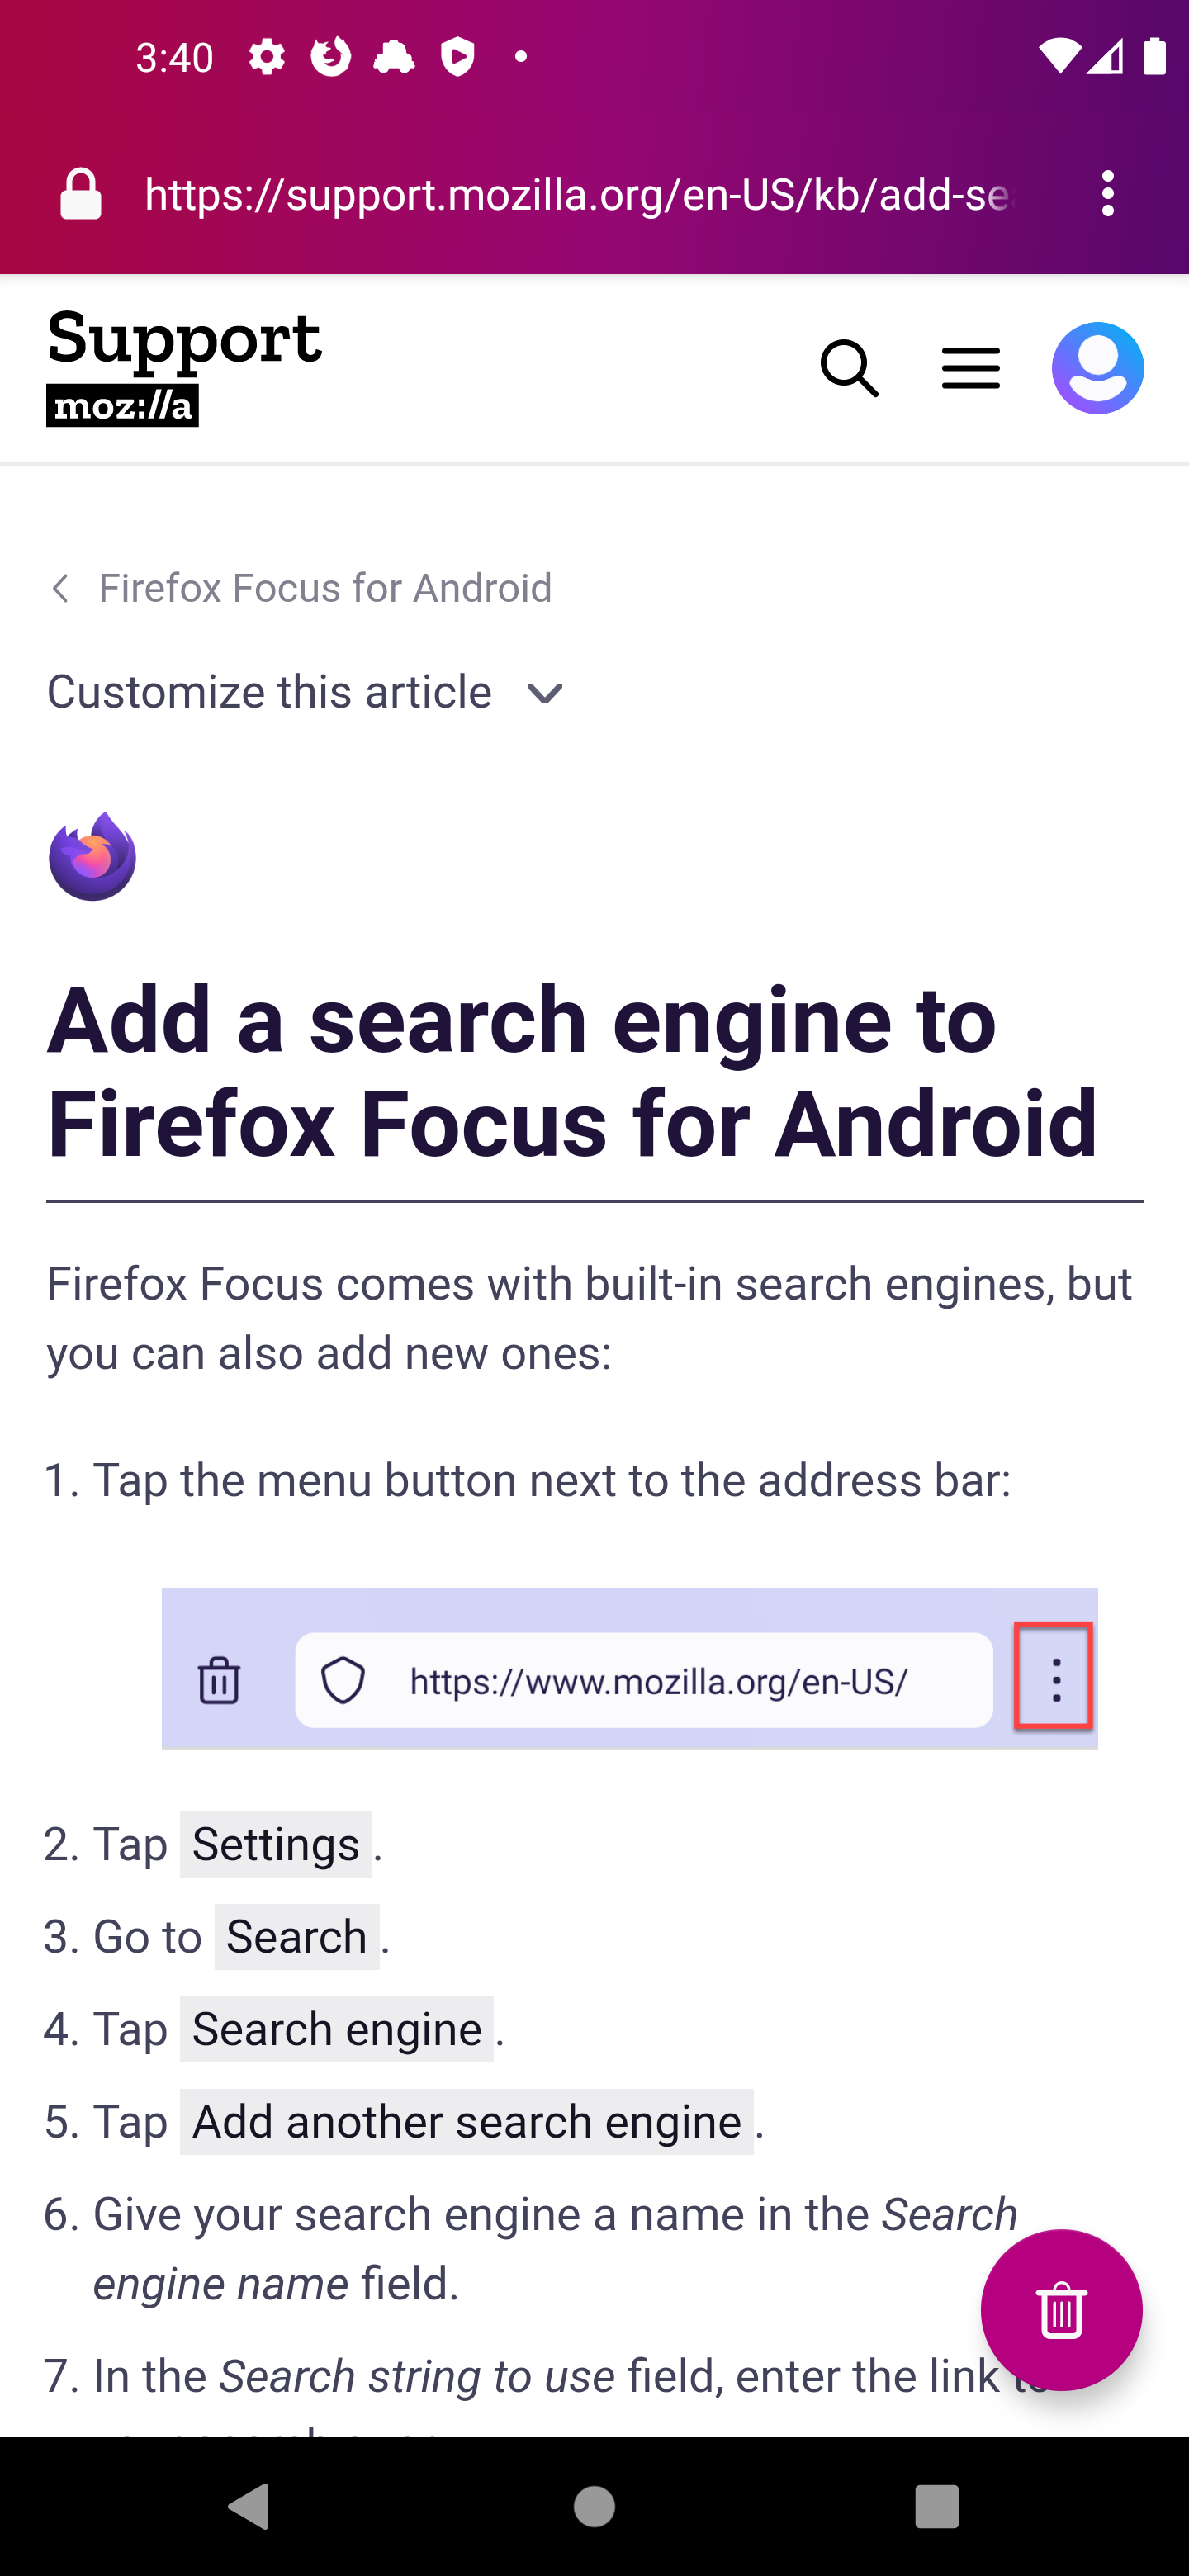 3:40
https://support.mozilla.org/en-US/kb/add-se
Support
moz://a
Firefox Focus for Android
Customize this article
Add a search engine to
Firefox Focus for Android
Firefox Focus comes with built-in search engines, but
you can also add new ones:
1. Tap the menu button next to the address bar:
https://www.mozilla.org/en-US/
2. Tap Settings.
3. Go to Search.
4. Tap Search engine.
5. Tap Add another search engine.
6. Give your search engine a name in the Search
engine name field.
7. In the Search string to use field, enter the link to